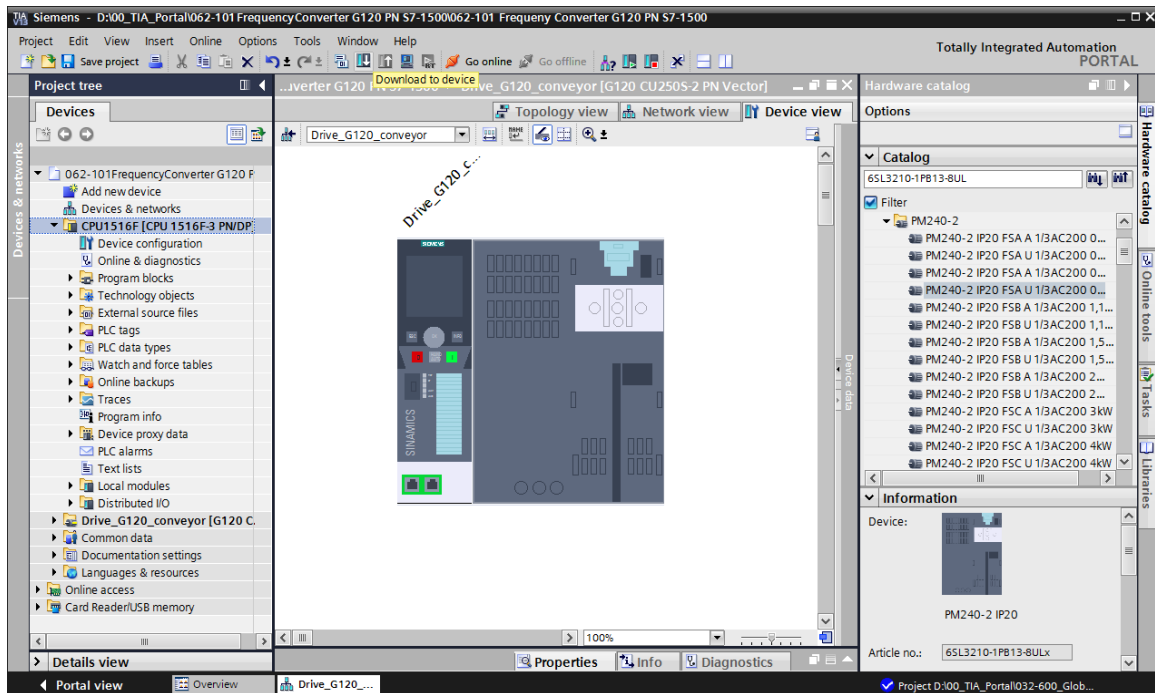 Siemens - D:\00_TIA_Portal\062-101 FrequencyConverter G120 PN S7-1500\062-101 Frequeny Converter G120 PN S7-1500
Project Edit View Insert Online Options Tools Window Help
Totally Integrated Automation
PORTAL
Save project
Go online
Go offline
Download to device
Project tree
...verter G120 PN S7-1500
Drive_G120_conveyor [G120 CU250S-2 PN Vector]
Hardware catalog
Devices
Topology view
Network view
Device view
Options
Drive_G120_conveyor
Devices & networks
062-101FrequencyConverter G120 P
Add new device
Devices & networks
CPU1516F [CPU 1516F-3 PN/DP]
Device configuration
Online & diagnostics
Program blocks
Technology objects
External source files
PLC tags
PLC data types
Watch and force tables
Online backups
Traces
Program info
Device proxy data
PLC alarms
Text lists
Local modules
Distributed I/O
Drive_G120_conveyor [G120 C.
Common data
Documentation settings
Languages & resources
Online access
Card Reader/USB memory
Details view
Drive_G120_c...
SIEMENS
SINAMICS
Device data
100%
Properties
Info
Diagnostics
Catalog
6SL3210-1PB13-8UL
Filter
PM240-2
PM240-2 IP20 FSA A 1/3AC200 0...
PM240-2 IP20 FSA U 1/3AC200 0...
PM240-2 IP20 FSA A 1/3AC200 0...
PM240-2 IP20 FSA U 1/3AC200 0...
PM240-2 IP20 FSB A 1/3AC200 1,1...
PM240-2 IP20 FSB U 1/3AC200 1,1...
PM240-2 IP20 FSB A 1/3AC200 1,5...
PM240-2 IP20 FSB U 1/3AC200 1,5...
PM240-2 IP20 FSB A 1/3AC200 2...
PM240-2 IP20 FSB U 1/3AC200 2...
PM240-2 IP20 FSC A 1/3AC200 3kW
PM240-2 IP20 FSC U 1/3AC200 3kW
PM240-2 IP20 FSC A 1/3AC200 4kW
PM240-2 IP20 FSC U 1/3AC200 4kW
Information
Device:
PM240-2 IP20
Article no.: 6SL3210-1PB13-8ULx
Hardware catalog
Online tools
Tasks
Libraries
Portal view
Overview
Drive_G120_...
Project D:\00_TIA_Portal\032-600_Glob...